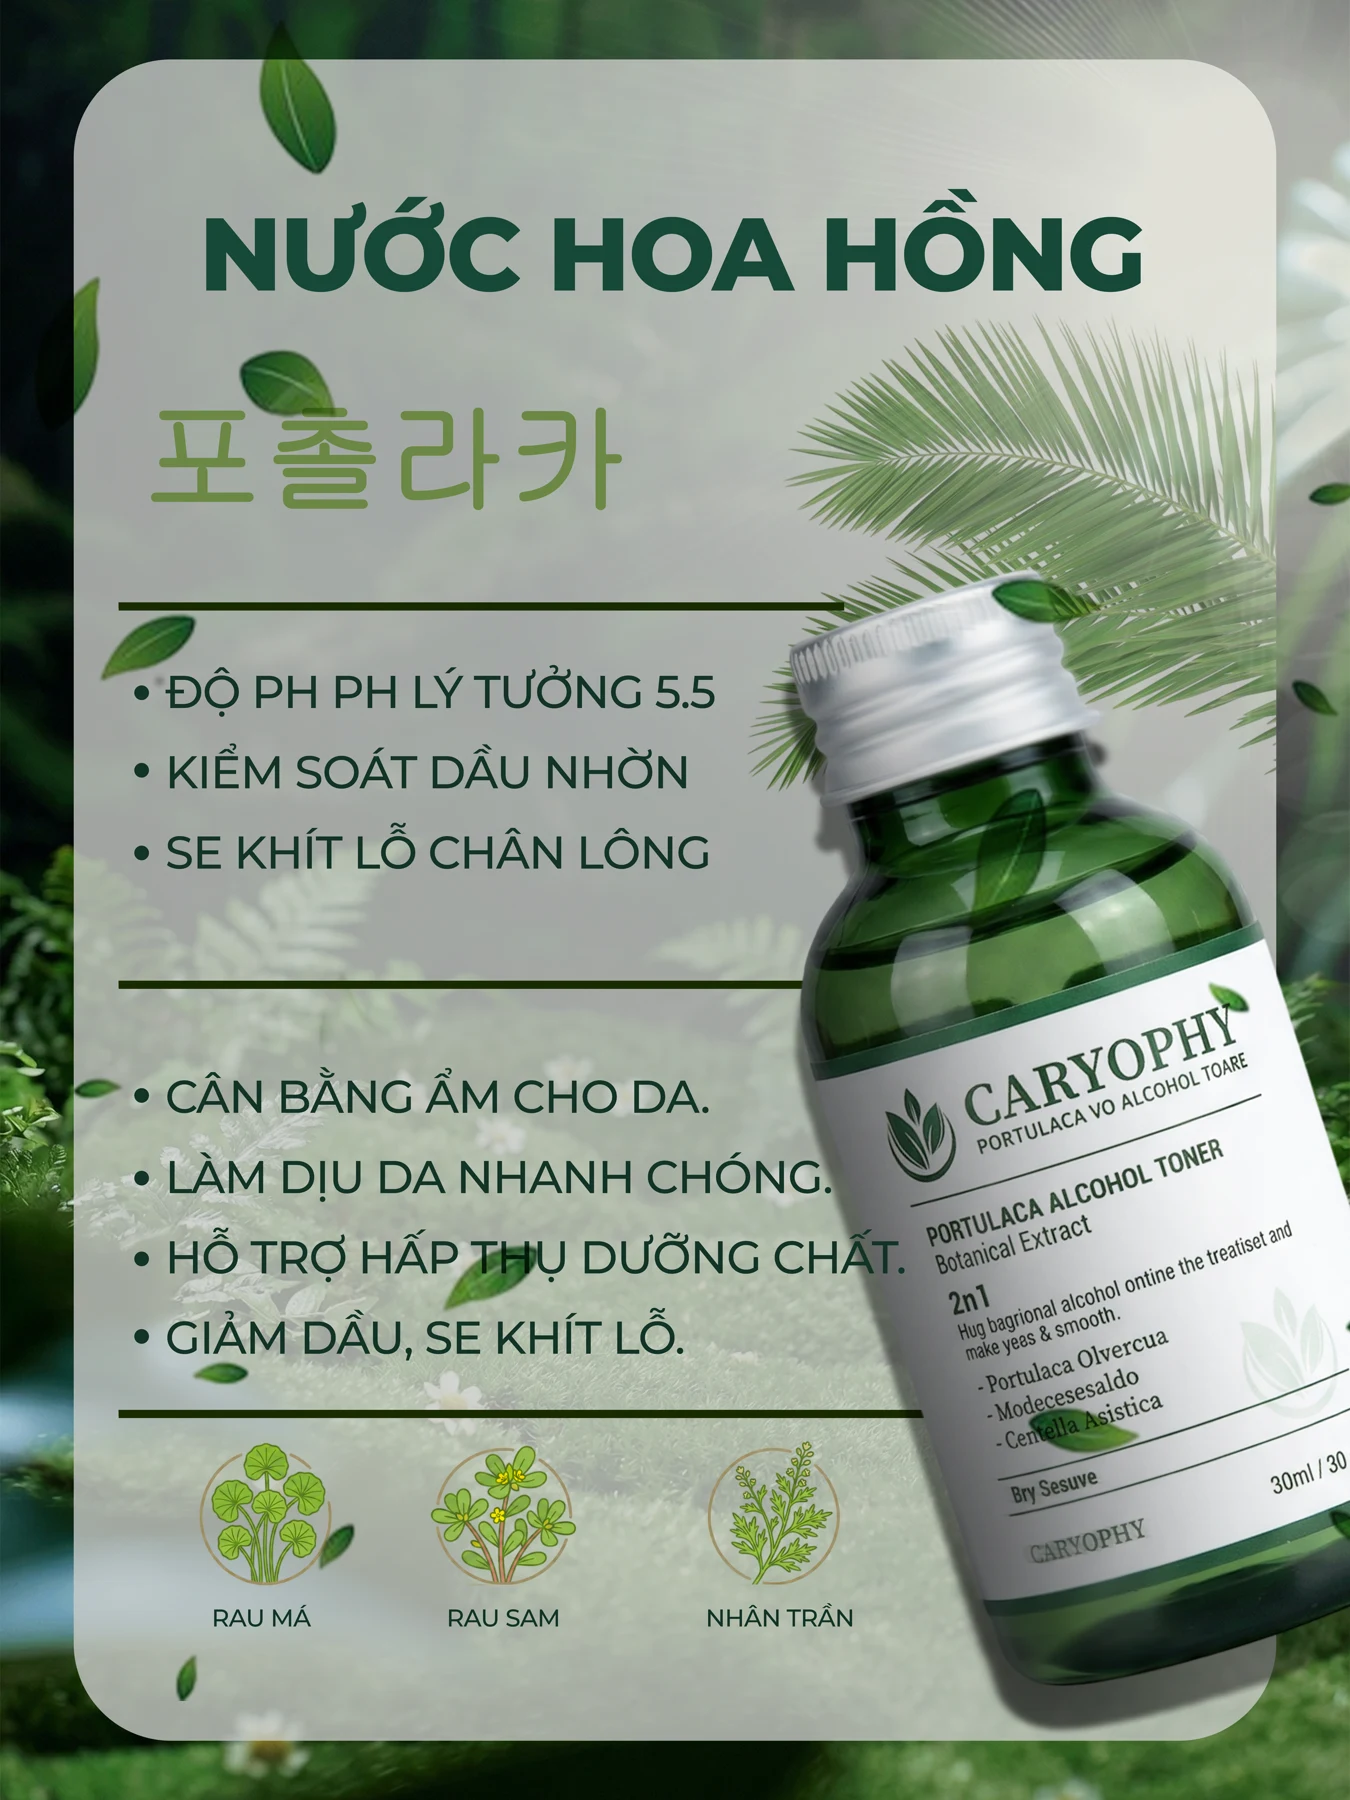 NƯỚC HOA HỒNG
포촐라카
• ĐỘ PH PH LÝ TƯỞNG 5.5
• KIỂM SOÁT DẦU NHỜN
• SE KHÍT LỖ CHÂN LÔNG
• CÂN BẰNG ẨM CHO DA.
• LÀM DỊU DA NHANH CHÓNG.
• HỖ TRỢ HẤP THỤ DƯỠNG CHẤT.
• GIẢM DẦU, SE KHÍT LỖ.
RAU MÁ
RAU SAM
NHÂN TRẦN
CARYOPHY
PORTULACA VO ALCOHOL TOARE
PORTULACA ALCOHOL TONER
Botanical Extract
2n1
Hug bagrional alcohol ontine the treatiset and
make yeas & smooth.
- Portulaca Olvercua
- Modecesesaldo
- Centella Asistica
Bry Sesuve
30ml / 30
CARYOPHY